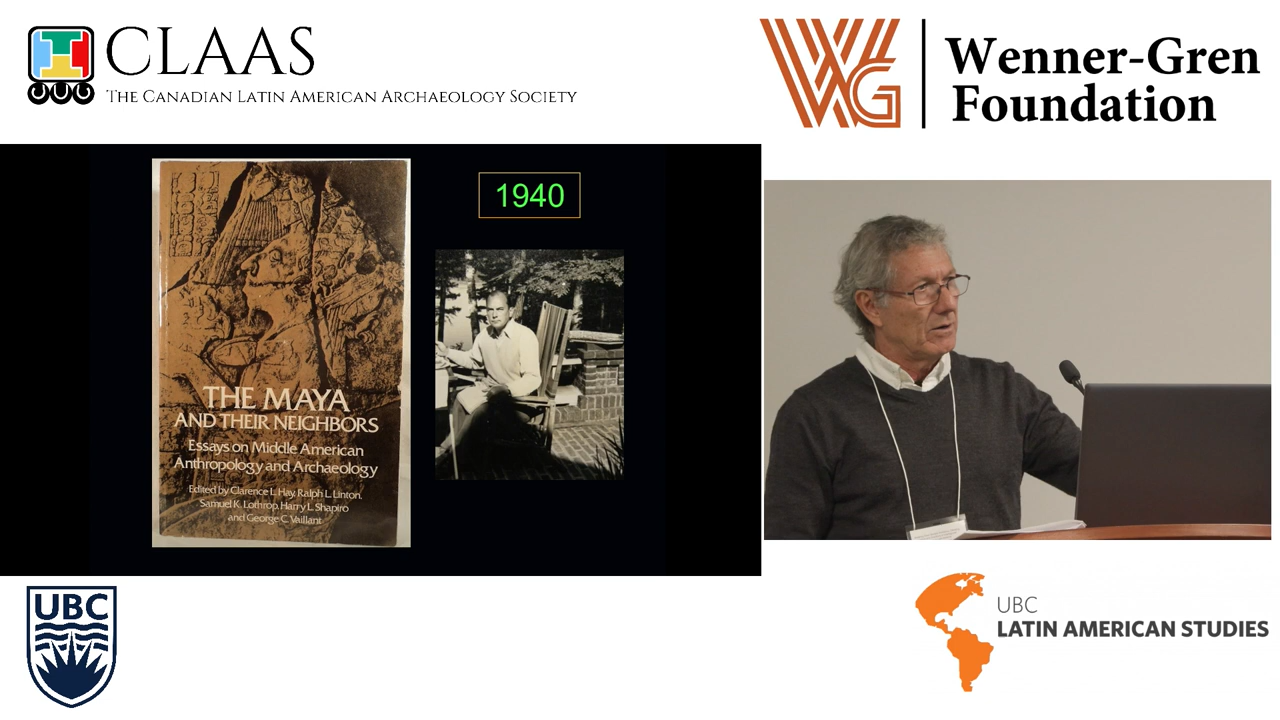 CLAAS
THE CANADIAN LATIN AMERICAN ARCHAEOLOGY SOCIETY
WG
Wenner-Gren
Foundation
1940
THE MAYA
AND THEIR NEIGHBORS
Essays on Middle American
Anthropology and Archaeology
Edited by Clarence L. Hay, Ralph L. Linton,
Samuel K. Lothrop, Harry L. Shapiro
and George C. Vaillant
UBC
UBC
LATIN AMERICAN STUDIES